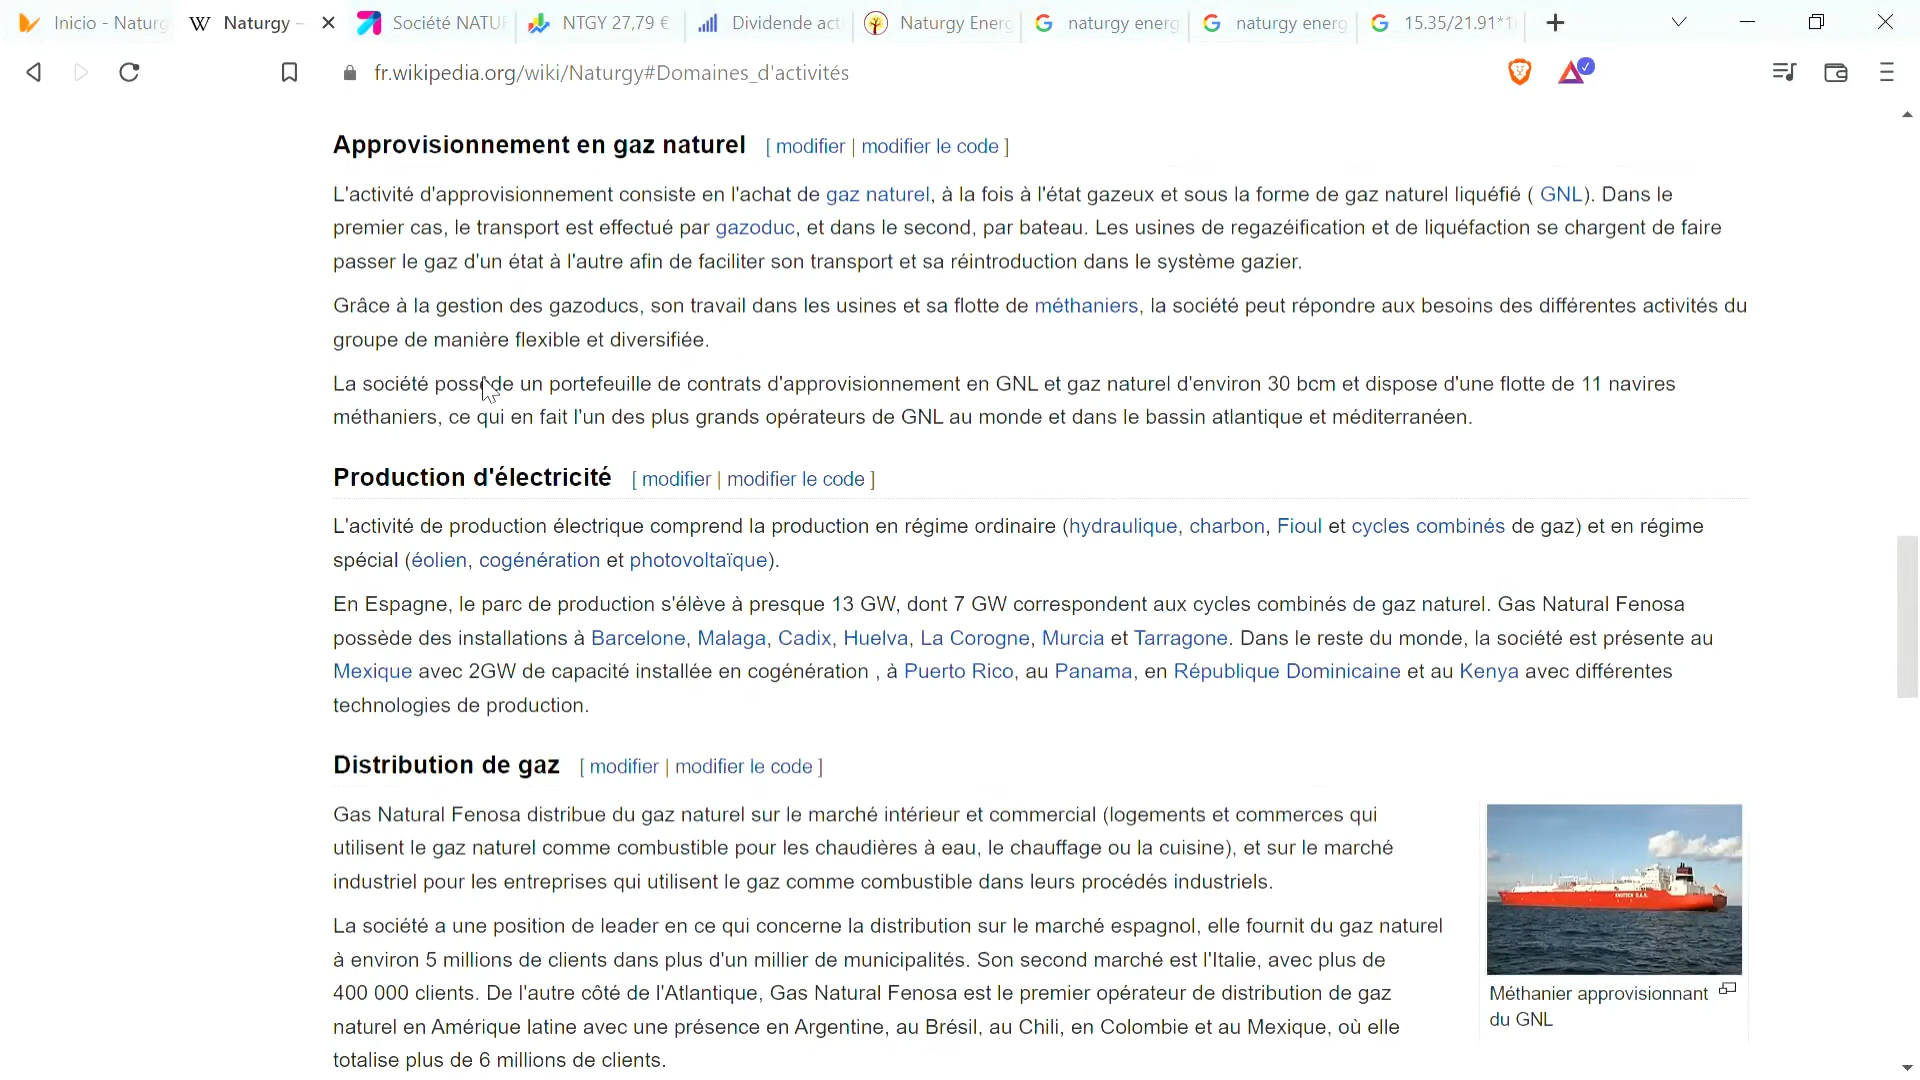 Inicio - Naturg
Naturgy -
Société NATU
NTGY 27,79 €
Dividende act
Naturgy Energ
naturgy energ
naturgy energ
15.35/21.91*1
fr.wikipedia.org/wiki/Naturgy#Domaines_d'activités
Approvisionnement en gaz naturel [ modifier | modifier le code ]
L'activité d'approvisionnement consiste en l'achat de gaz naturel, à la fois à l'état gazeux et sous la forme de gaz naturel liquéfié ( GNL). Dans le
premier cas, le transport est effectué par gazoduc, et dans le second, par bateau. Les usines de regazéification et de liquéfaction se chargent de faire
passer le gaz d'un état à l'autre afin de faciliter son transport et sa réintroduction dans le système gazier.
Grâce à la gestion des gazoducs, son travail dans les usines et sa flotte de méthaniers, la société peut répondre aux besoins des différentes activités du
groupe de manière flexible et diversifiée.
La société possède un portefeuille de contrats d'approvisionnement en GNL et gaz naturel d'environ 30 bcm et dispose d'une flotte de 11 navires
méthaniers, ce qui en fait l'un des plus grands opérateurs de GNL au monde et dans le bassin atlantique et méditerranéen.
Production d'électricité [ modifier | modifier le code ]
L'activité de production électrique comprend la production en régime ordinaire (hydraulique, charbon, Fioul et cycles combinés de gaz) et en régime
spécial (éolien, cogénération et photovoltaïque).
En Espagne, le parc de production s'élève à presque 13 GW, dont 7 GW correspondent aux cycles combinés de gaz naturel. Gas Natural Fenosa
possède des installations à Barcelone, Malaga, Cadix, Huelva, La Corogne, Murcia et Tarragone. Dans le reste du monde, la société est présente au
Mexique avec 2GW de capacité installée en cogénération , à Puerto Rico, au Panama, en République Dominicaine et au Kenya avec différentes
technologies de production.
Distribution de gaz [ modifier | modifier le code ]
Gas Natural Fenosa distribue du gaz naturel sur le marché intérieur et commercial (logements et commerces qui
utilisent le gaz naturel comme combustible pour les chaudières à eau, le chauffage ou la cuisine), et sur le marché
industriel pour les entreprises qui utilisent le gaz comme combustible dans leurs procédés industriels.
La société a une position de leader en ce qui concerne la distribution sur le marché espagnol, elle fournit du gaz naturel
à environ 5 millions de clients dans plus d'un millier de municipalités. Son second marché est l'Italie, avec plus de
400 000 clients. De l'autre côté de l'Atlantique, Gas Natural Fenosa est le premier opérateur de distribution de gaz
naturel en Amérique latine avec une présence en Argentine, au Brésil, au Chili, en Colombie et au Mexique, où elle
totalise plus de 6 millions de clients.
Méthanier approvisionnant
du GNL